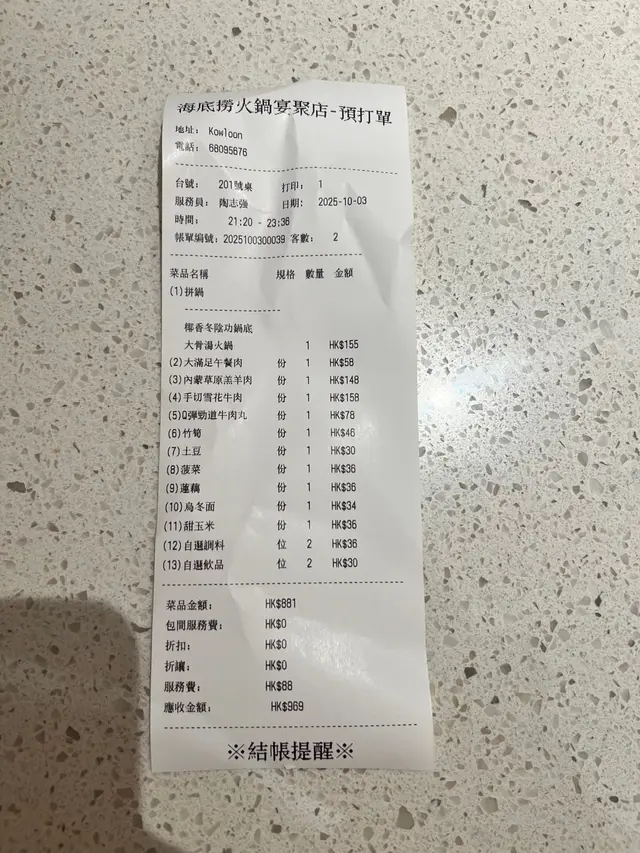 海底撈火鍋宴聚店-預打單
地址: Kowloon
電話: 68095676
台號: 201號桌 打印: 1
服務員: 陶志強 日期: 2025-10-03
時間: 21:20 - 23:36
帳單編號: 2025100300039 客數: 2
菜品名稱 規格 數量 金額
(1)拼鍋
椰香冬陰功鍋底
大骨湯火鍋 1 HK$155
(2)大滿足午餐肉 份 1 HK$58
(3)內蒙草原羔羊肉 份 1 HK$148
(4)手切雪花牛肉 份 1 HK$158
(5)Q彈勁道牛肉丸 份 1 HK$78
(6)竹筍 份 1 HK$46
(7)土豆 份 1 HK$30
(8)菠菜 份 1 HK$36
(9)蓮藕 份 1 HK$36
(10)烏冬面 份 1 HK$34
(11)甜玉米 份 1 HK$36
(12)自選調料 位 2 HK$36
(13)自選飲品 位 2 HK$30
菜品金額: HK$881
包間服務費: HK$0
折扣: HK$0
折讓: HK$0
服務費: HK$88
應收金額: HK$969
※結帳提醒※